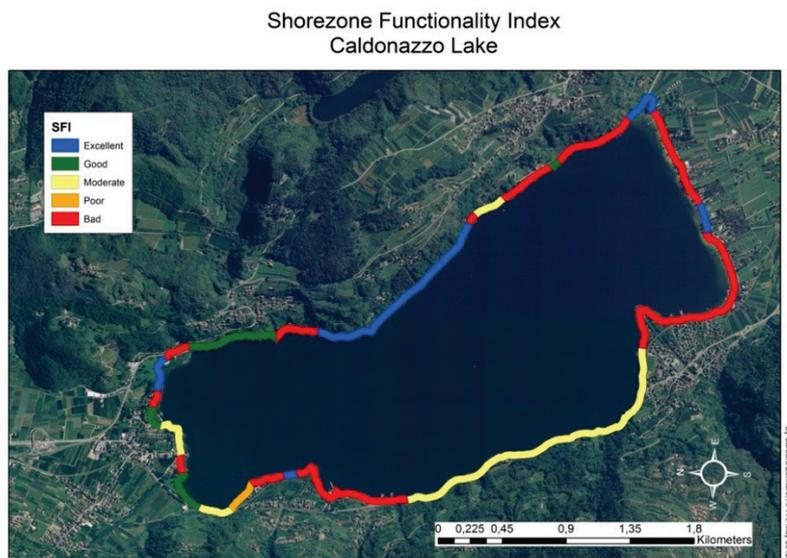 Shorezone Functionality Index
Caldonazzo Lake
SFI
Excellent
Good
Moderate
Poor
Bad
E
N
S
W
0 0,225 0,45 0,9 1,35 1,8
Kilometers